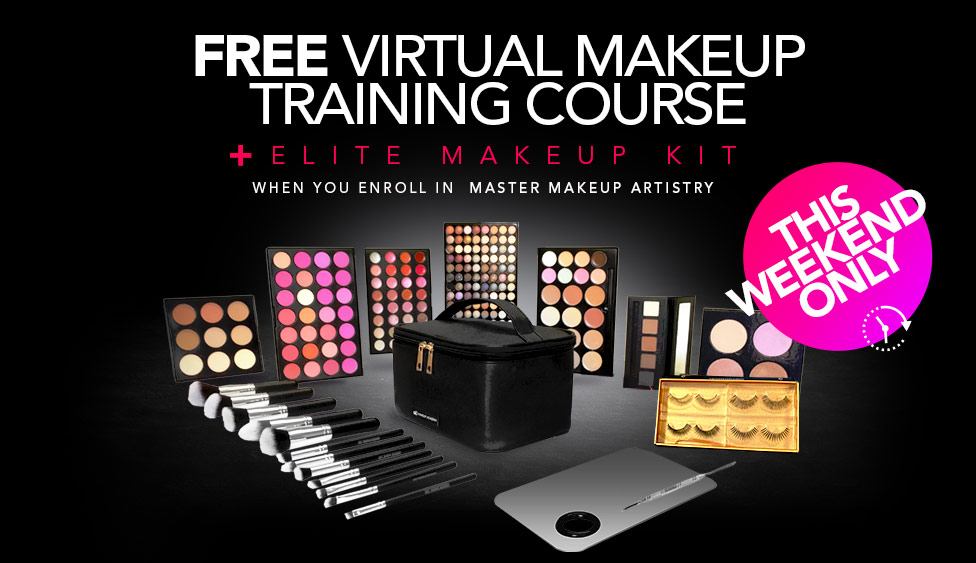 FREE VIRTUAL MAKEUP
TRAINING COURSE
+ ELITE MAKEUP KIT
WHEN YOU ENROLL IN MASTER MAKEUP ARTISTRY
THIS
WEEKEND
ONLY